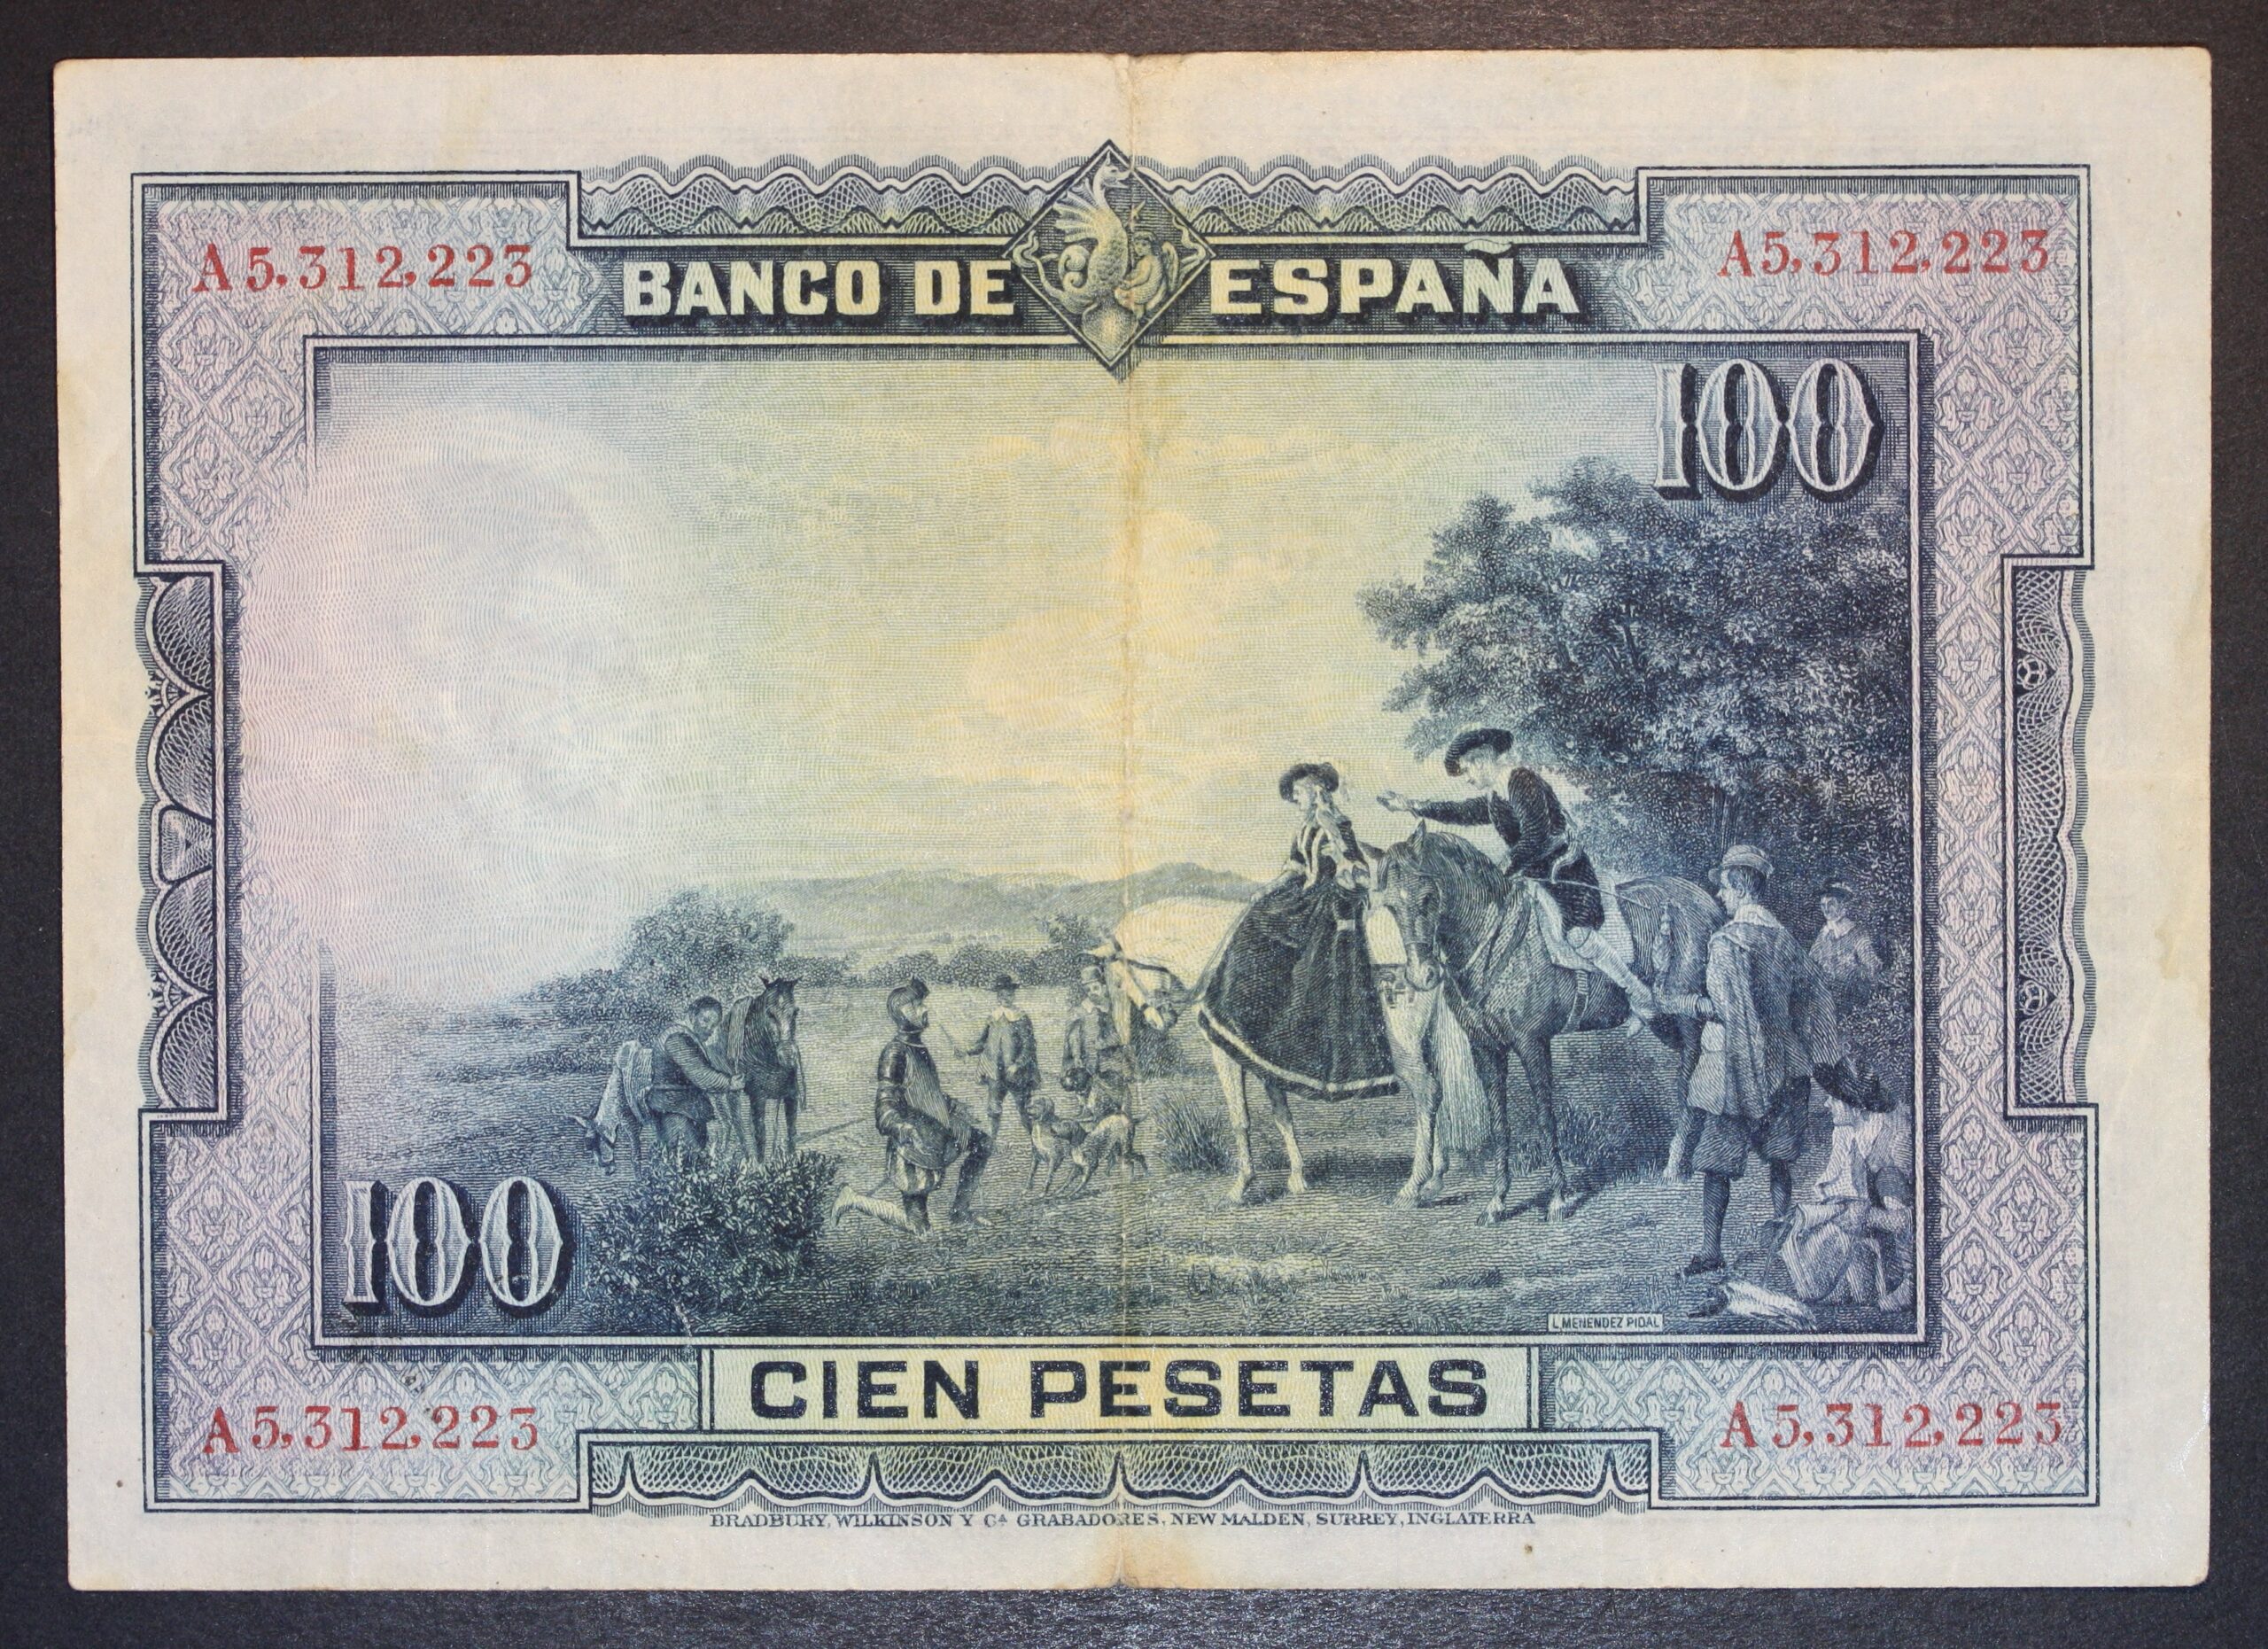 A5,312,223
A5,312,223
BANCO DE ESPAÑA
100
100
L.MENENDEZ PIDAL
CIEN PESETAS
A5,312,223
A5,312,223
BRADBURY, WILKINSON Y Cª GRABADORES, NEW MALDEN, SURREY, INGLATERRA